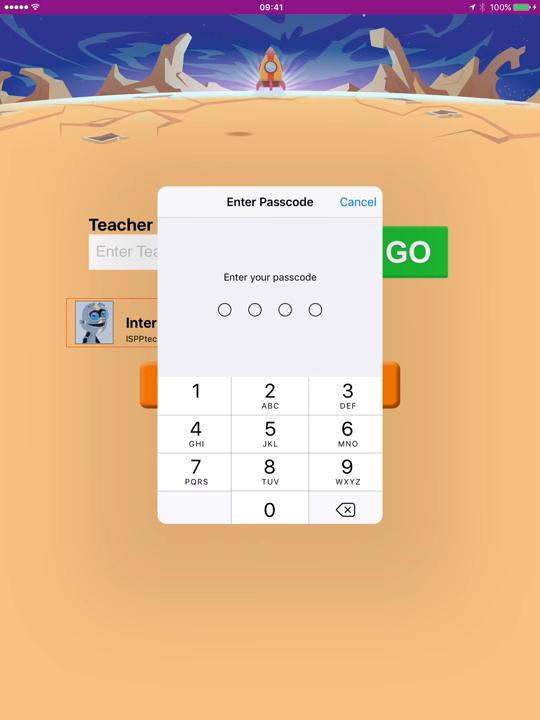 09:41
100%
Enter Passcode
Cancel
Teacher
Enter Tea
GO
Enter your passcode
Inter
ISPPtec
1
2
ABC
3
DEF
4
GHI
5
JKL
6
MNO
7
PQRS
8
TUV
9
WXYZ
0